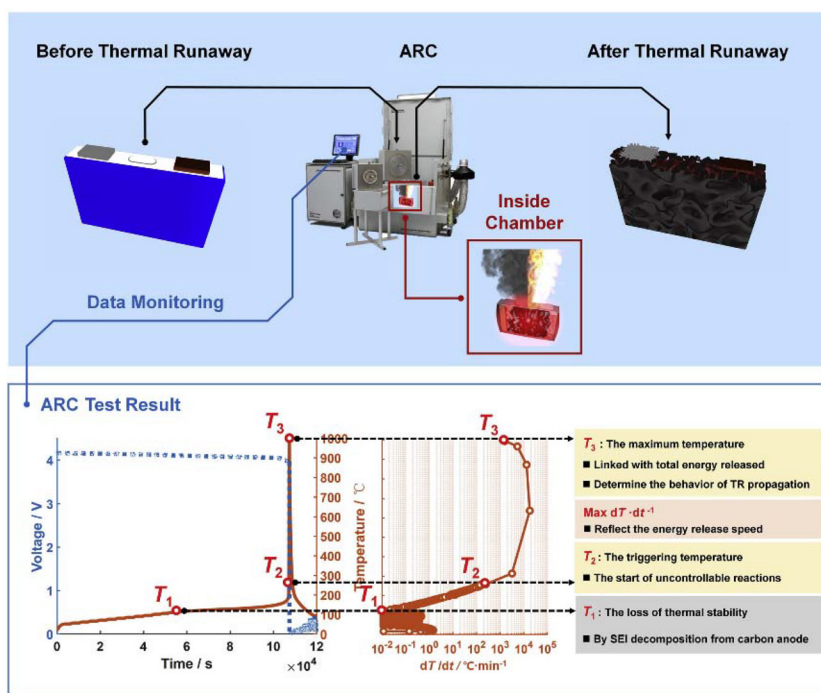 Before Thermal Runaway
ARC
After Thermal Runaway
Inside
Chamber
Data Monitoring
ARC Test Result
T3
T3
T2
T2
T1
T1
Voltage / V
4
3
2
1
0
0 2 4 6 8 10 12
×10^4
Time / s
Temperature / °C
1000
900
800
700
600
500
400
300
200
100
0
10^-2 10^-1 10^0 10^1 10^2 10^3 10^4 10^5
dT/dt / °C·min^-1
T3 : The maximum temperature
■ Linked with total energy released
■ Determine the behavior of TR propagation
Max dT ·dt^-1
■ Reflect the energy release speed
T2 : The triggering temperature
■ The start of uncontrollable reactions
T1 : The loss of thermal stability
■ By SEI decomposition from carbon anode